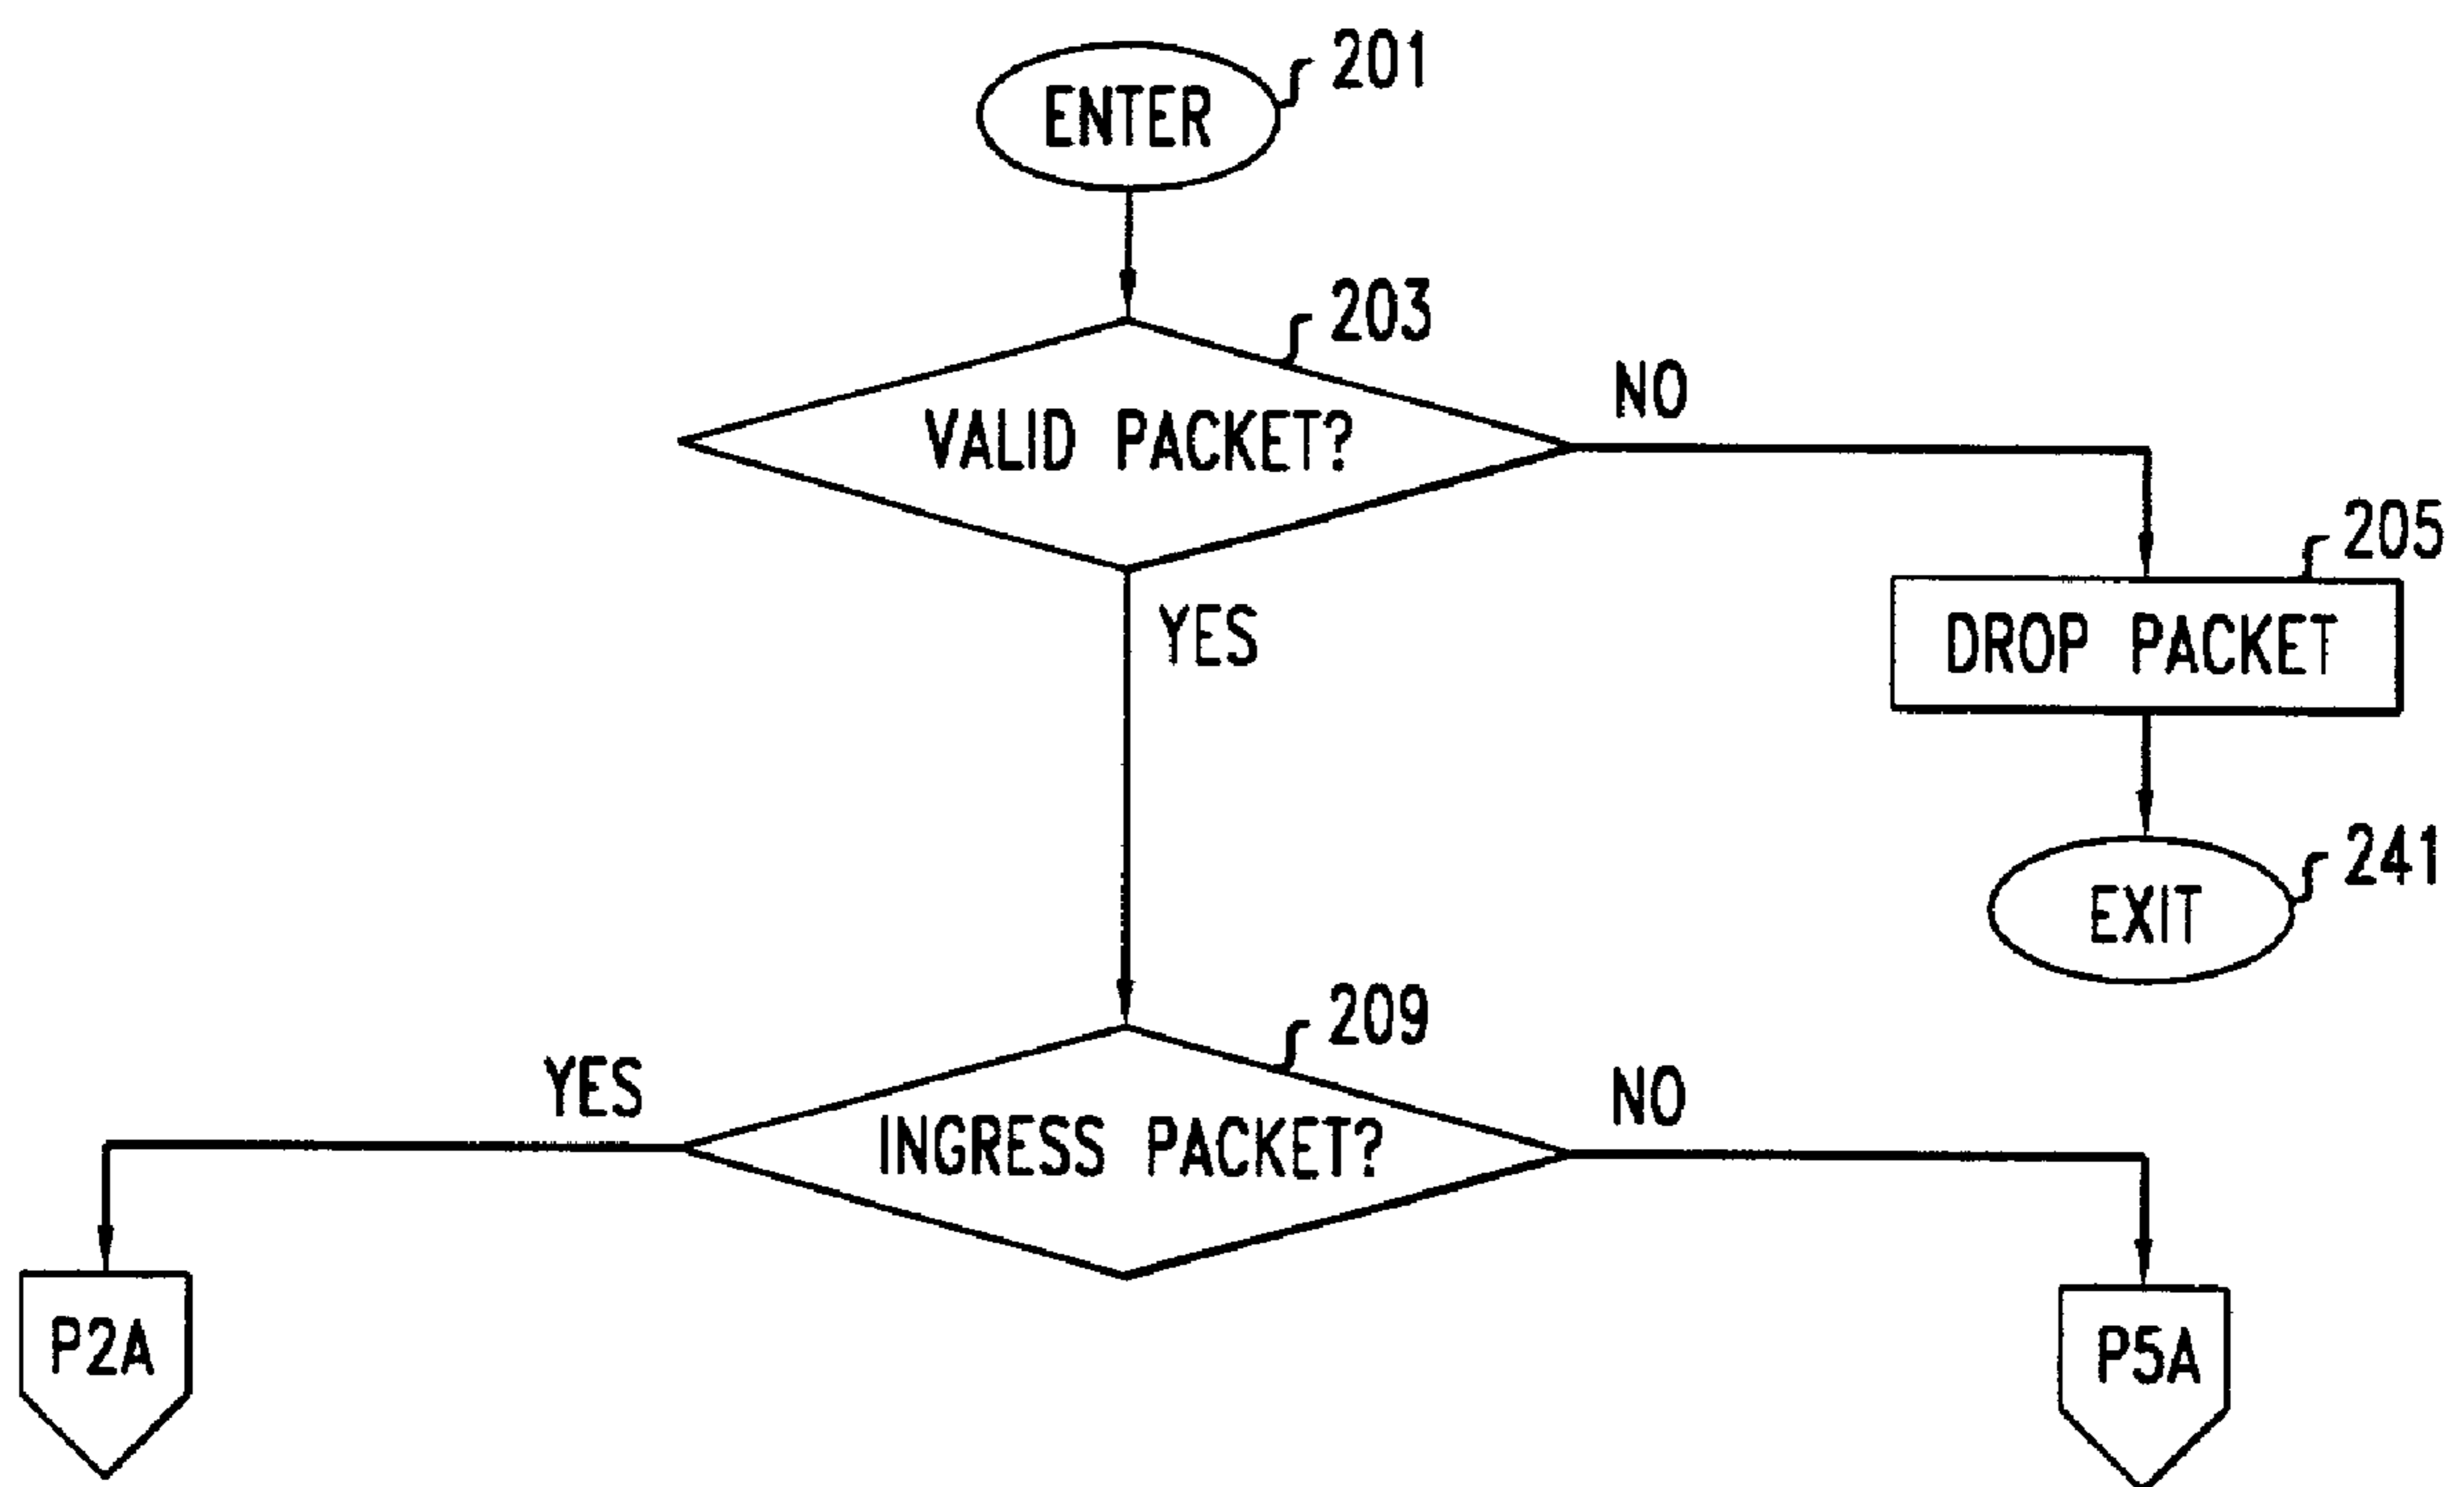 201
ENTER
203
VALID PACKET?
NO
YES
205
DROP PACKET
241
EXIT
209
YES
INGRESS PACKET?
NO
P2A
P5A